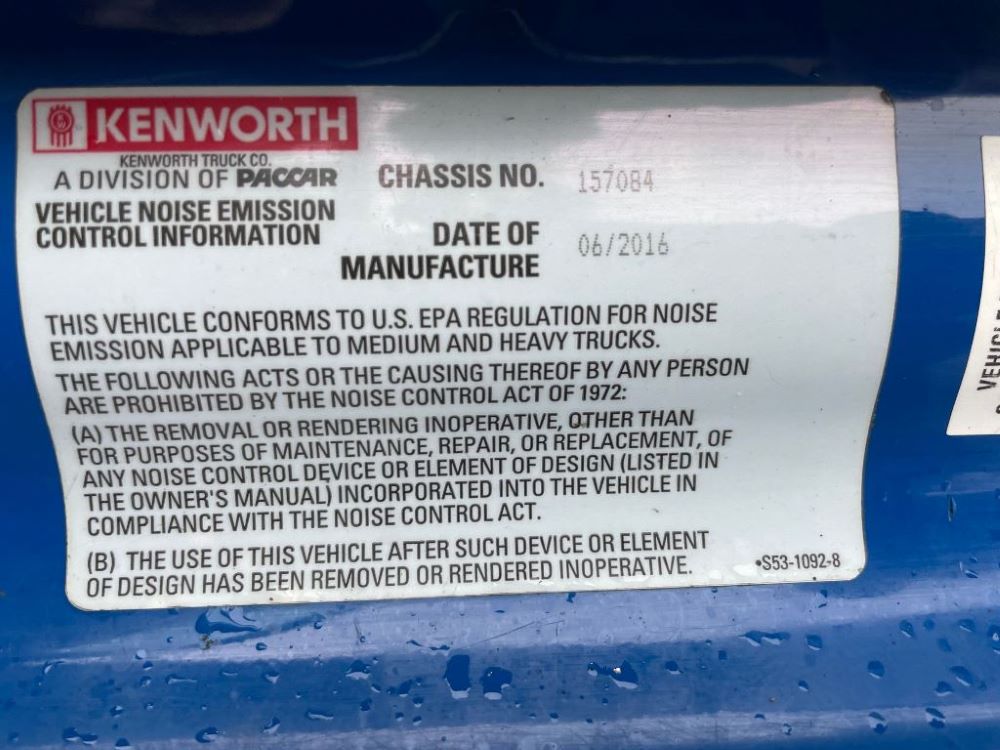 KENWORTH
KENWORTH TRUCK CO.
A DIVISION OF PACCAR
VEHICLE NOISE EMISSION
CONTROL INFORMATION
CHASSIS NO. 157084
DATE OF
MANUFACTURE 06/2016
THIS VEHICLE CONFORMS TO U.S. EPA REGULATION FOR NOISE
EMISSION APPLICABLE TO MEDIUM AND HEAVY TRUCKS.
THE FOLLOWING ACTS OR THE CAUSING THEREOF BY ANY PERSON
ARE PROHIBITED BY THE NOISE CONTROL ACT OF 1972:
(A) THE REMOVAL OR RENDERING INOPERATIVE, OTHER THAN
FOR PURPOSES OF MAINTENANCE, REPAIR, OR REPLACEMENT, OF
ANY NOISE CONTROL DEVICE OR ELEMENT OF DESIGN (LISTED IN
THE OWNER'S MANUAL) INCORPORATED INTO THE VEHICLE IN
COMPLIANCE WITH THE NOISE CONTROL ACT.
(B) THE USE OF THIS VEHICLE AFTER SUCH DEVICE OR ELEMENT
OF DESIGN HAS BEEN REMOVED OR RENDERED INOPERATIVE.
•S53-1092-8